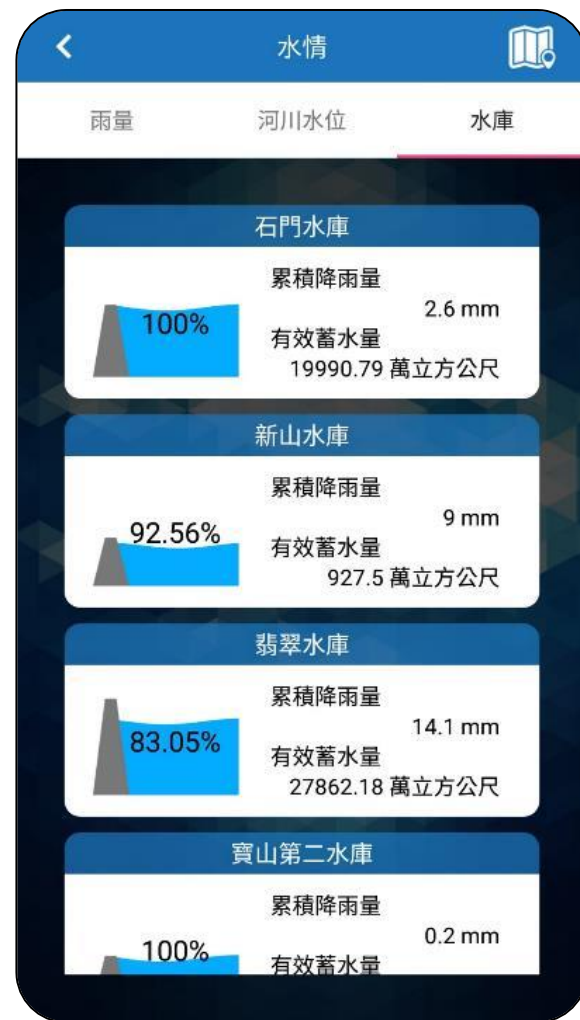 水情
雨量 河川水位 水庫
石門水庫
累積降雨量
2.6 mm
100%
有效蓄水量
19990.79 萬立方公尺
新山水庫
累積降雨量
9 mm
92.56%
有效蓄水量
927.5 萬立方公尺
翡翠水庫
累積降雨量
14.1 mm
83.05%
有效蓄水量
27862.18 萬立方公尺
寶山第二水庫
累積降雨量
0.2 mm
100%
有效蓄水量